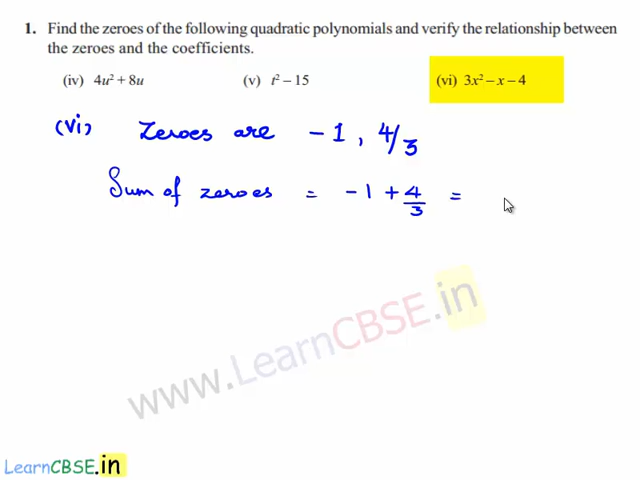 1. Find the zeroes of the following quadratic polynomials and verify the relationship between
the zeroes and the coefficients.
(iv) 4u² + 8u (v) t² – 15 (vi) 3x² – x – 4
(vi) Zeroes are -1, 4/3
Sum of zeroes = -1 + 4/3 =
www.LearnCBSE.in
LearnCBSE.in